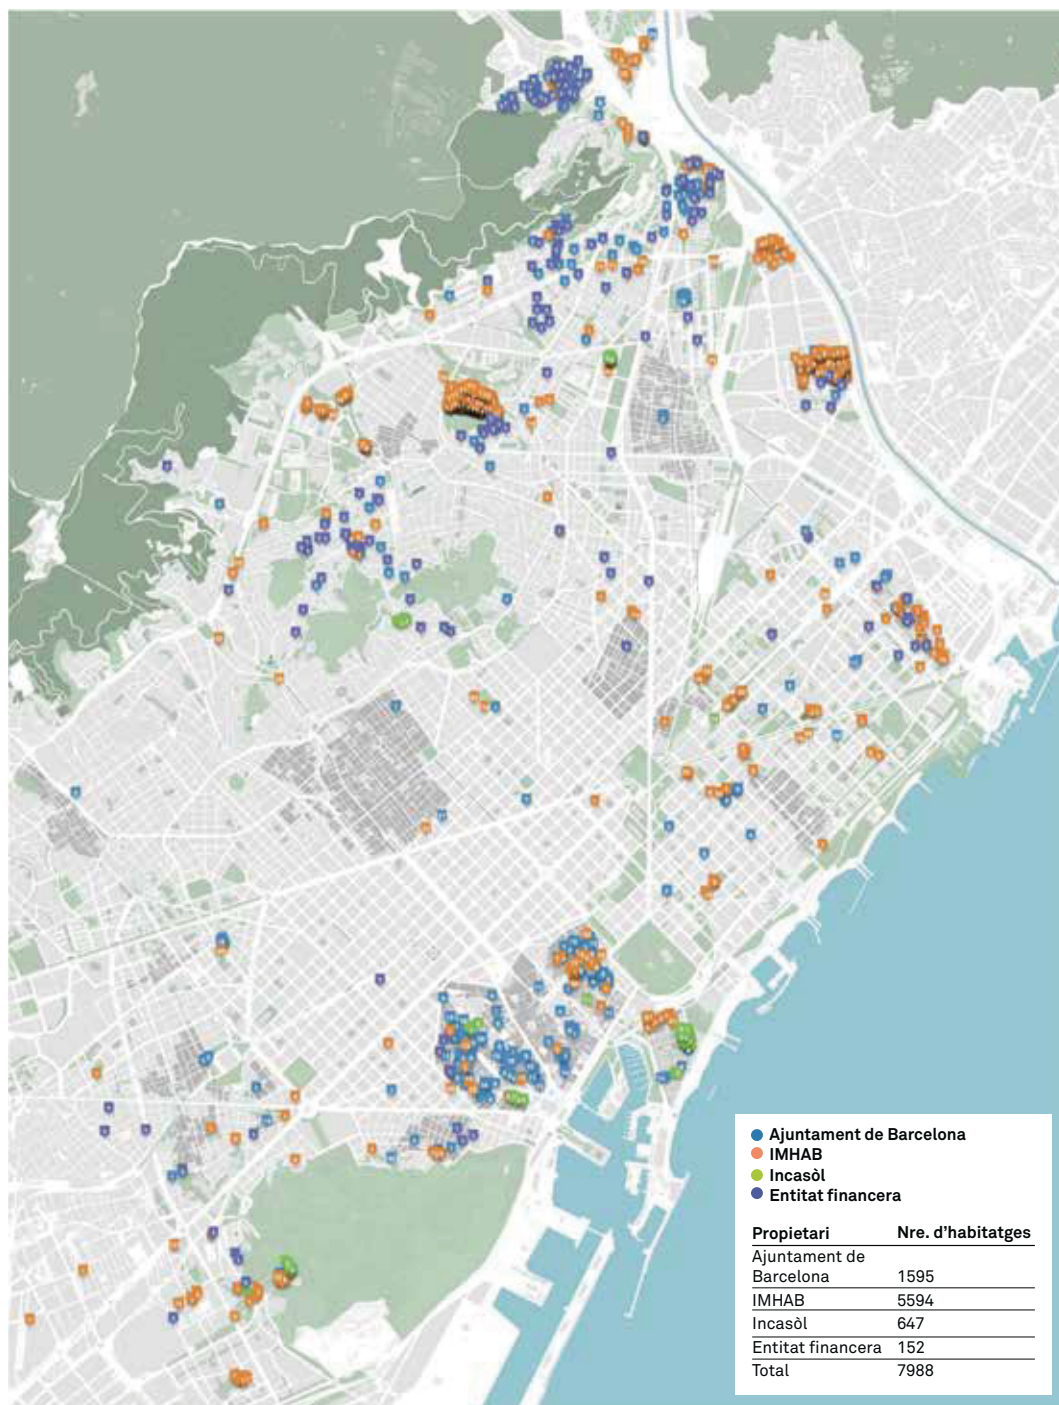 Ajuntament de Barcelona
IMHAB
Incasòl
Entitat financera
Propietari Nre. d'habitatges
Ajuntament de
Barcelona 1595
IMHAB 5594
Incasòl 647
Entitat financera 152
Total 7988